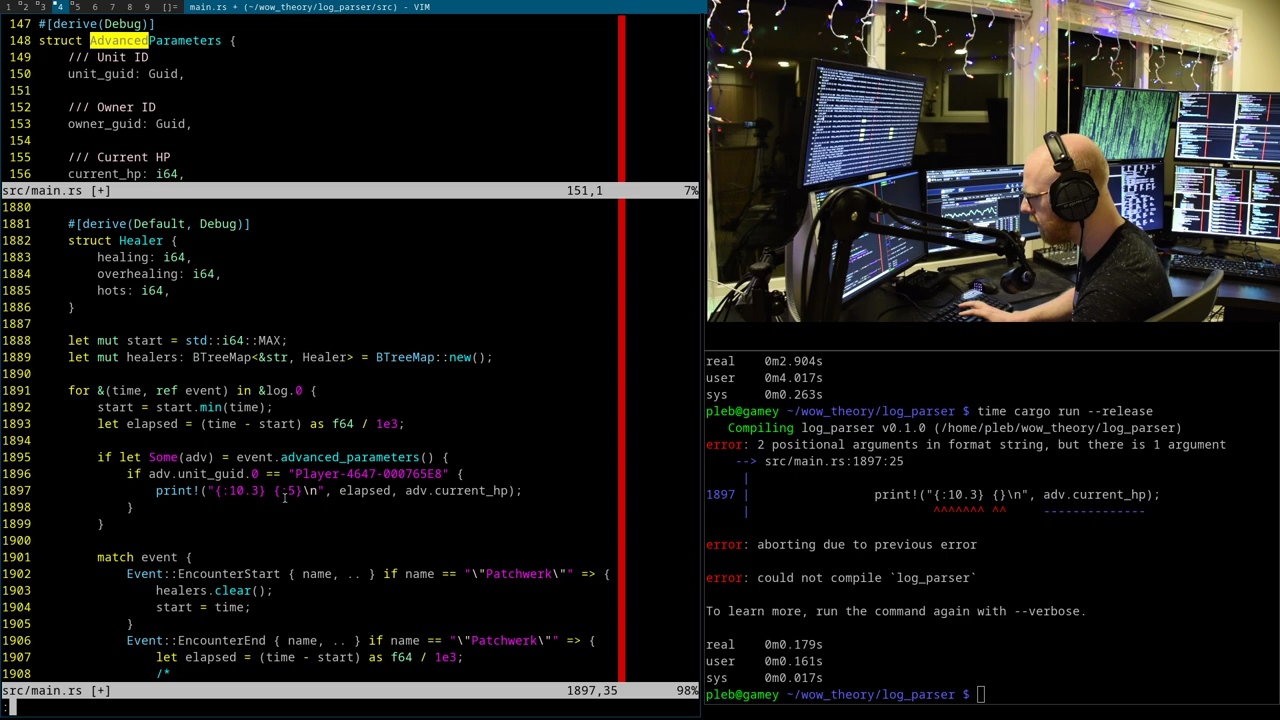 1 2 3 4 5 6 7 8 9 []= main.rs + (~/wow_theory/log_parser/src) - VIM
147 #[derive(Debug)]
148 struct AdvancedParameters {
149     /// Unit ID
150     unit_guid: Guid,
151
152     /// Owner ID
153     owner_guid: Guid,
154
155     /// Current HP
156     current_hp: i64,
src/main.rs [+] 151,1 7%
1880
1881     #[derive(Default, Debug)]
1882     struct Healer {
1883         healing: i64,
1884         overhealing: i64,
1885         hots: i64,
1886     }
1887
1888     let mut start = std::i64::MAX;
1889     let mut healers: BTreeMap<&str, Healer> = BTreeMap::new();
1890
1891     for &(time, ref event) in &log.0 {
1892         start = start.min(time);
1893         let elapsed = (time - start) as f64 / 1e3;
1894
1895         if let Some(adv) = event.advanced_parameters() {
1896             if adv.unit_guid.0 == "Player-4647-000765E8" {
1897                 print!("{:10.3} {:5}\n", elapsed, adv.current_hp);
1898             }
1899         }
1900
1901         match event {
1902             Event::EncounterStart { name, .. } if name == "\"Patchwerk\"" => {
1903                 healers.clear();
1904                 start = time;
1905             }
1906             Event::EncounterEnd { name, .. } if name == "\"Patchwerk\"" => {
1907                 let elapsed = (time - start) as f64 / 1e3;
1908                 /*
src/main.rs [+] 1897,35 98%
:
real    0m2.904s
user    0m4.017s
sys     0m0.263s
pleb@gamey ~/wow_theory/log_parser $ time cargo run --release
   Compiling log_parser v0.1.0 (/home/pleb/wow_theory/log_parser)
error: 2 positional arguments in format string, but there is 1 argument
    --> src/main.rs:1897:25
     |
1897 |                 print!("{:10.3} {}\n", adv.current_hp);
     |                         ^^^^^^^ ^^     --------------
error: aborting due to previous error
error: could not compile `log_parser`
To learn more, run the command again with --verbose.
real    0m0.179s
user    0m0.161s
sys     0m0.017s
pleb@gamey ~/wow_theory/log_parser $